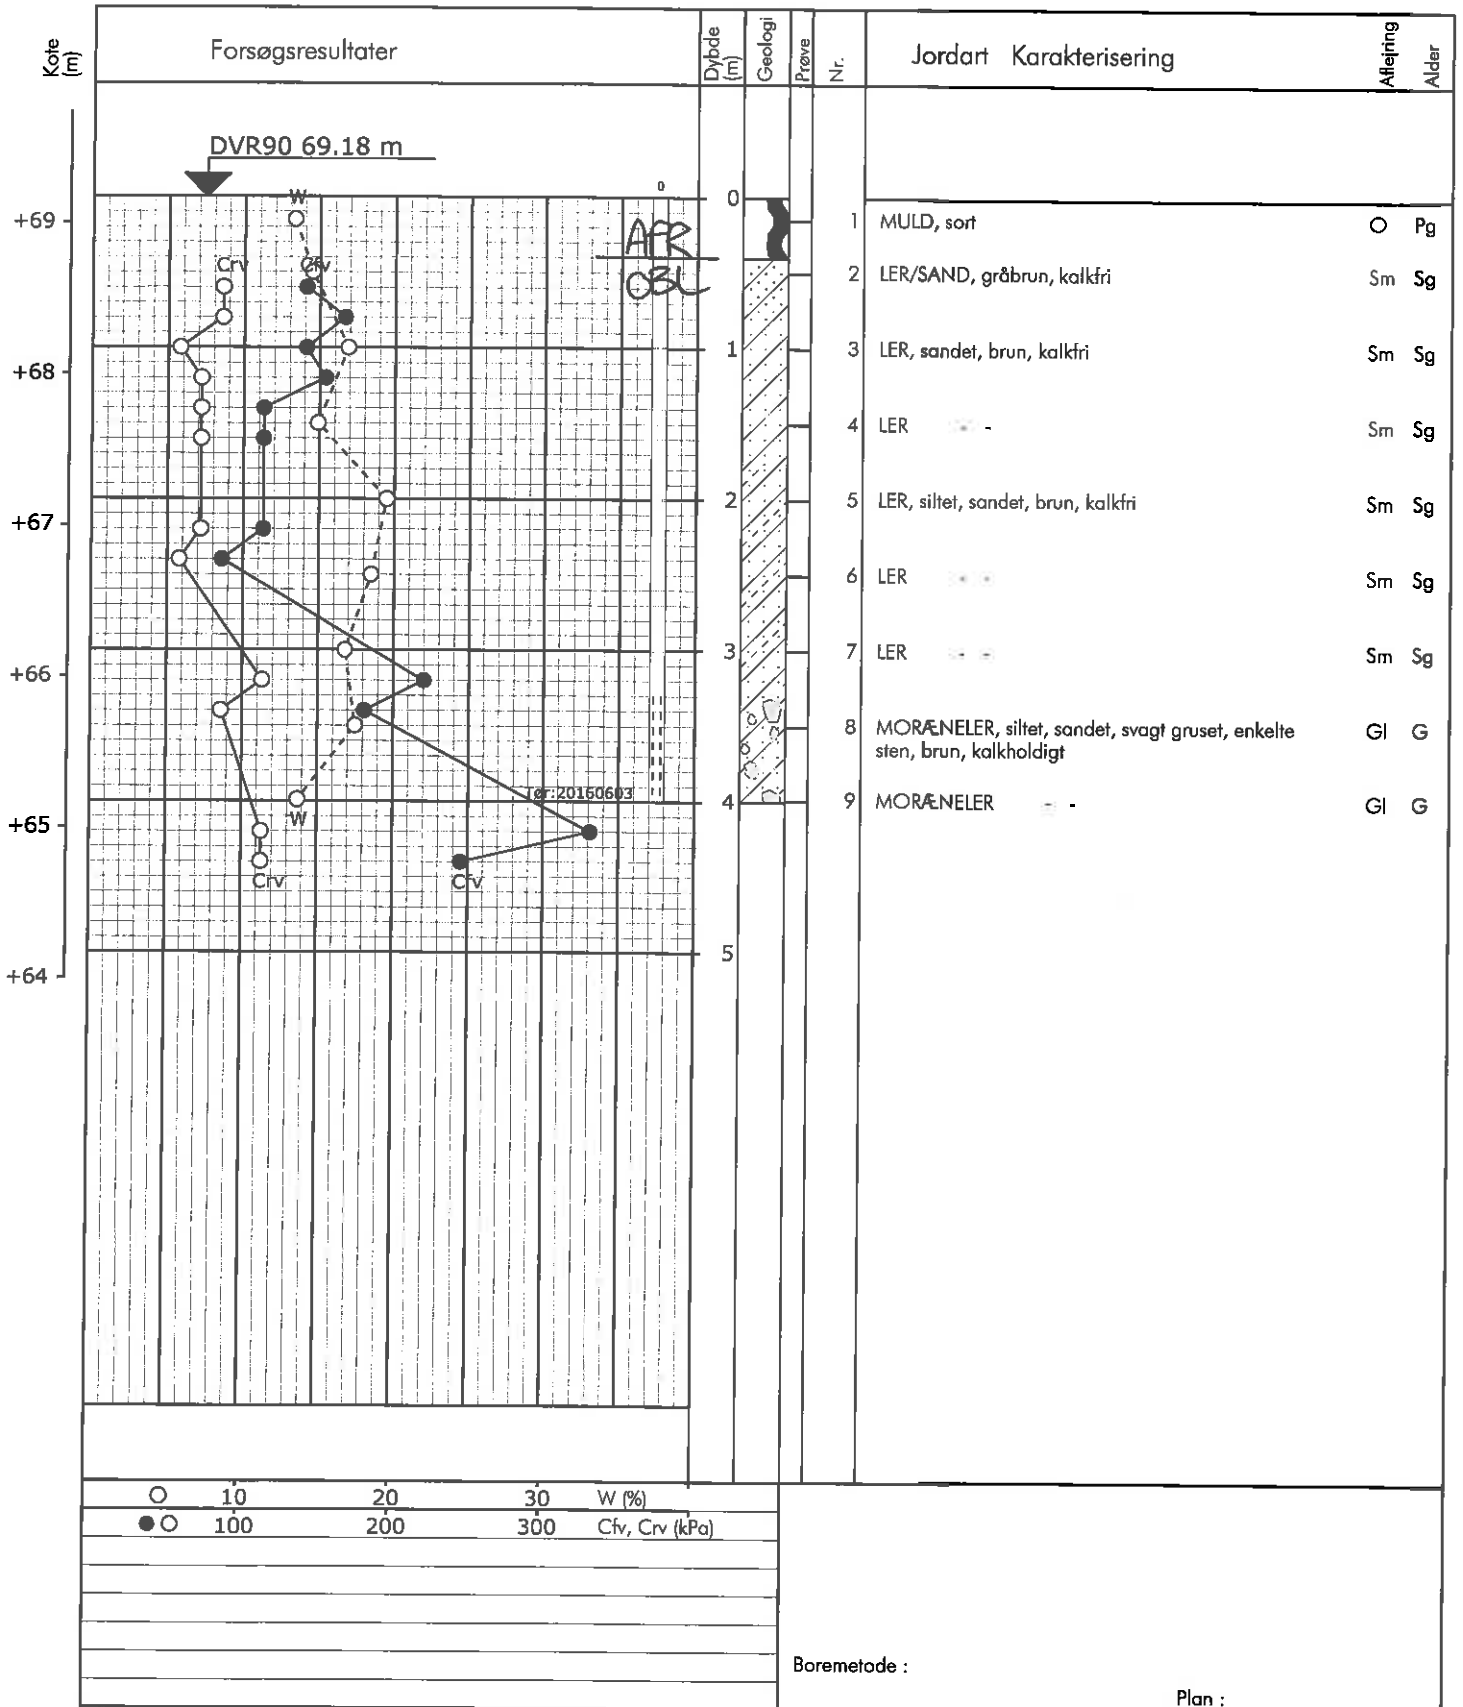 Kote (m)
Forsøgsresultater
Dybde (m)
Geologi
Prøve
Nr.
Jordart Karakterisering
Aflejring
Alder
DVR90 69.18 m
W
0
0
+69
AFR
1 MULD, sort O Pg
Crv Cfv
OBL
2 LER/SAND, gråbrun, kalkfri Sm Sg
1
3 LER, sandet, brun, kalkfri Sm Sg
+68
4 LER - - Sm Sg
2
5 LER, siltet, sandet, brun, kalkfri Sm Sg
+67
6 LER - - Sm Sg
3
7 LER - - Sm Sg
+66
8 MORÆNELER, siltet, sandet, svagt gruset, enkelte Gl G
sten, brun, kalkholdigt
Tør:20160603
4
9 MORÆNELER - - Gl G
W
+65
Crv Cfv
5
+64
10 20 30 W (%)
100 200 300 Cfv, Crv (kPa)
Boremetode :
Plan :